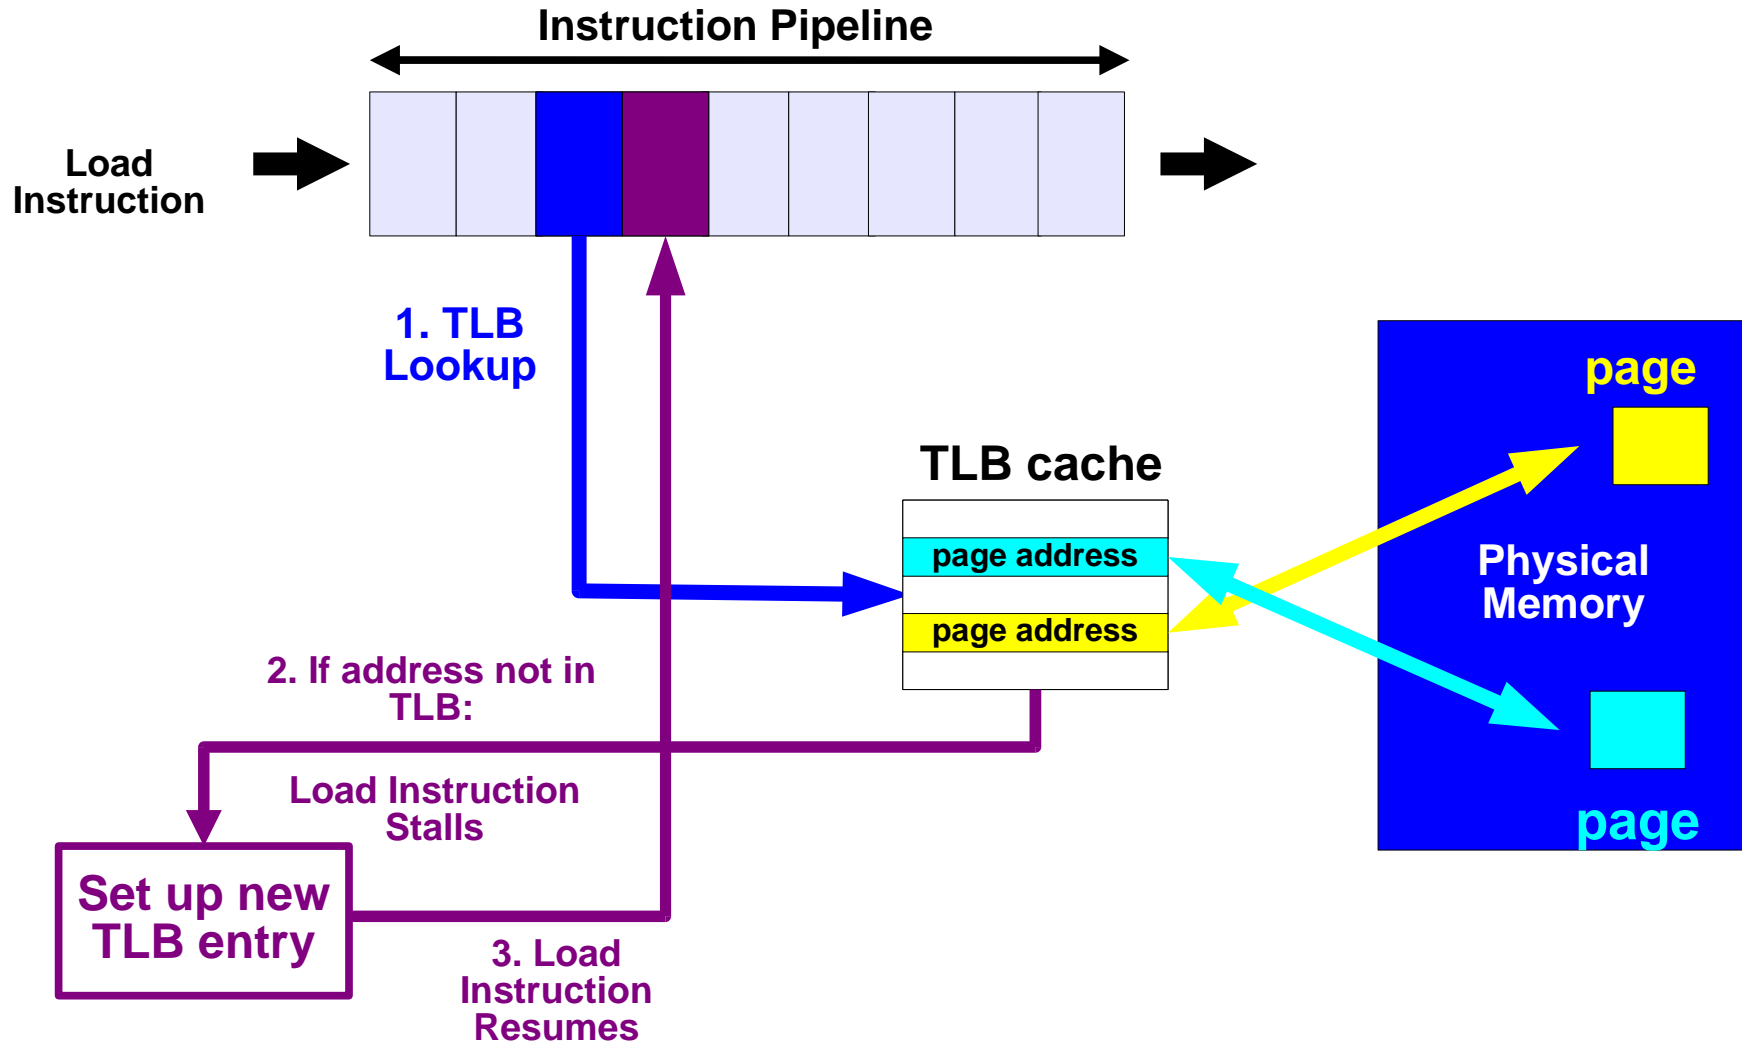 Instruction Pipeline
Load
Instruction
1. TLB
Lookup
page
TLB cache
page address
Physical
Memory
page address
2. If address not in
TLB:
Load Instruction
Stalls
page
Set up new
TLB entry
3. Load
Instruction
Resumes